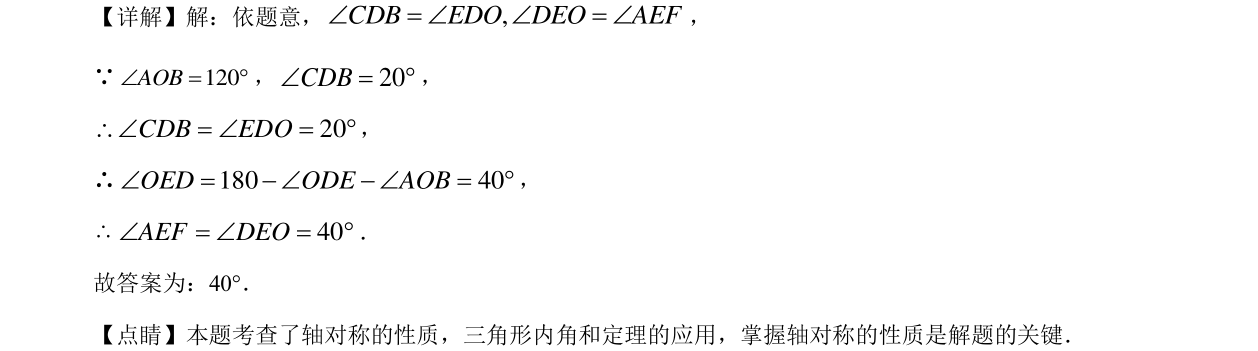 【详解】解：依题意，∠CDB = ∠EDO, ∠DEO = ∠AEF，
∵ ∠AOB = 120°，∠CDB = 20°，
∴ ∠CDB = ∠EDO = 20°，
∴ ∠OED = 180 − ∠ODE − ∠AOB = 40°，
∴ ∠AEF = ∠DEO = 40°．
故答案为：40°．
【点睛】本题考查了轴对称的性质，三角形内角和定理的应用，掌握轴对称的性质是解题的关键．